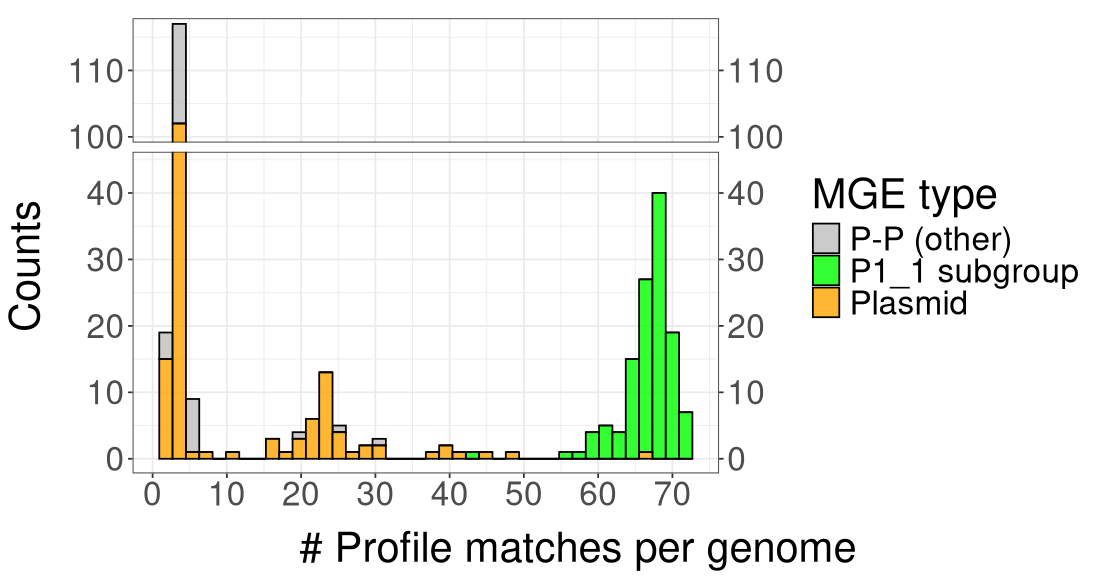 110
100
110
100
Counts
40
30
20
10
0
40
30
20
10
0
0 10 20 30 40 50 60 70
# Profile matches per genome
MGE type
P-P (other)
P1_1 subgroup
Plasmid